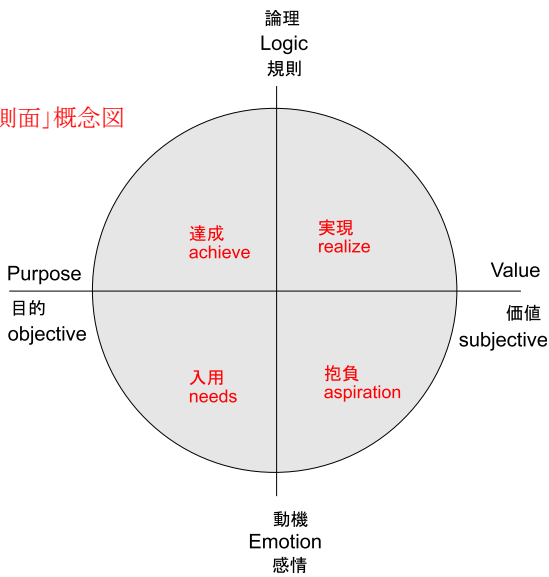 論理
Logic
規則
側面」概念図
達成
achieve
実現
realize
Purpose
目的
objective
Value
価値
subjective
入用
needs
抱負
aspiration
動機
Emotion
感情